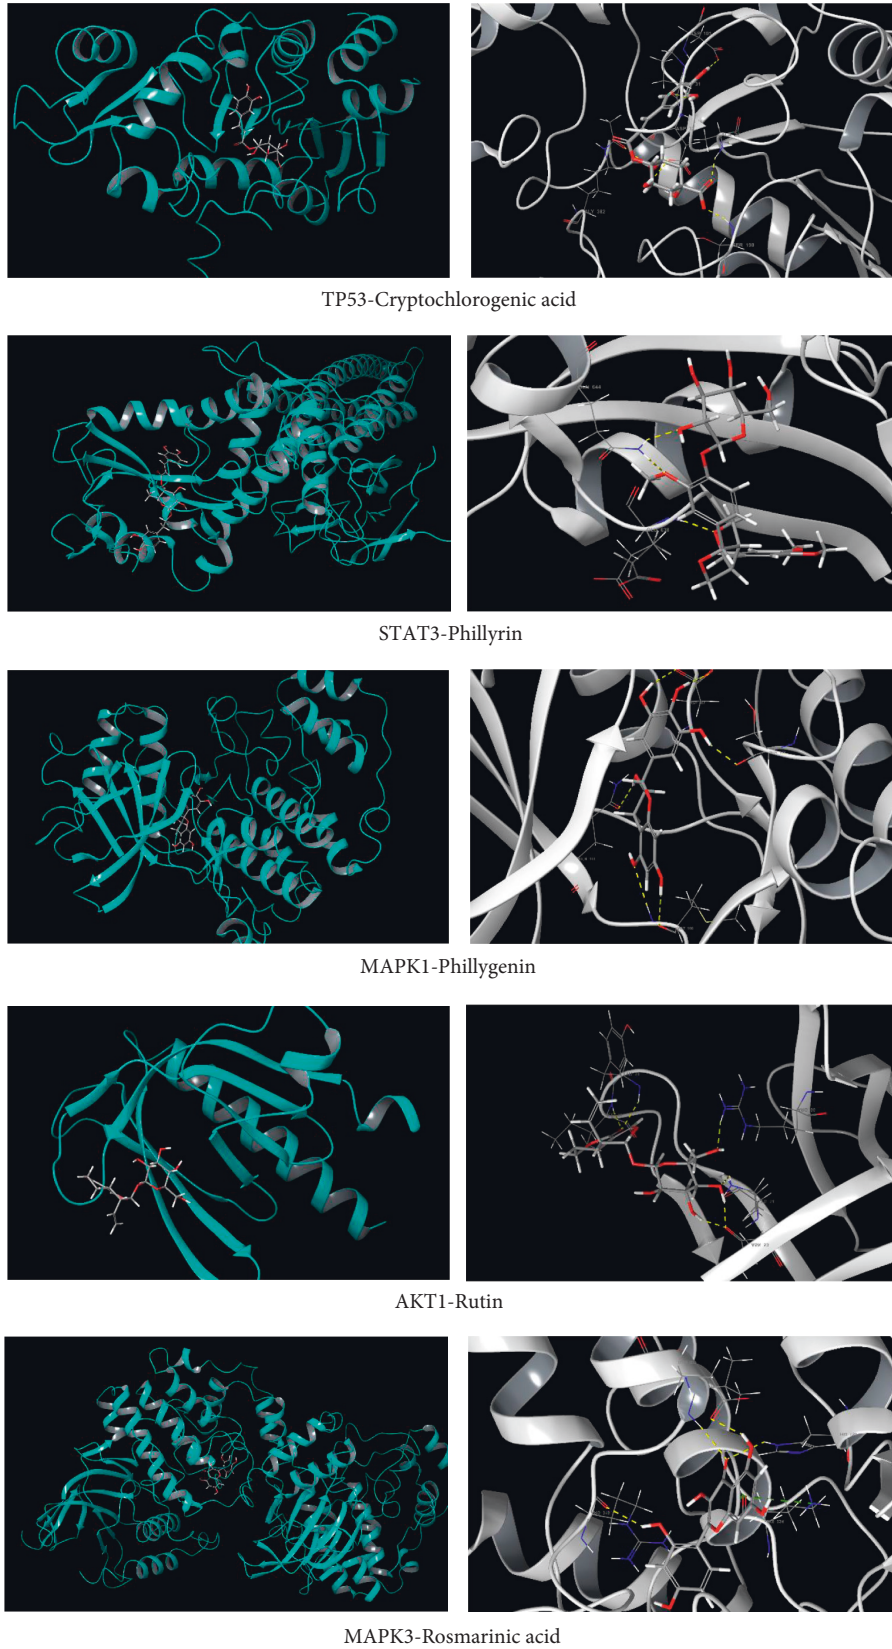 TP53-Cryptochlorogenic acid
STAT3-Phillyrin
MAPK1-Phillygenin
AKT1-Rutin
MAPK3-Rosmarinic acid